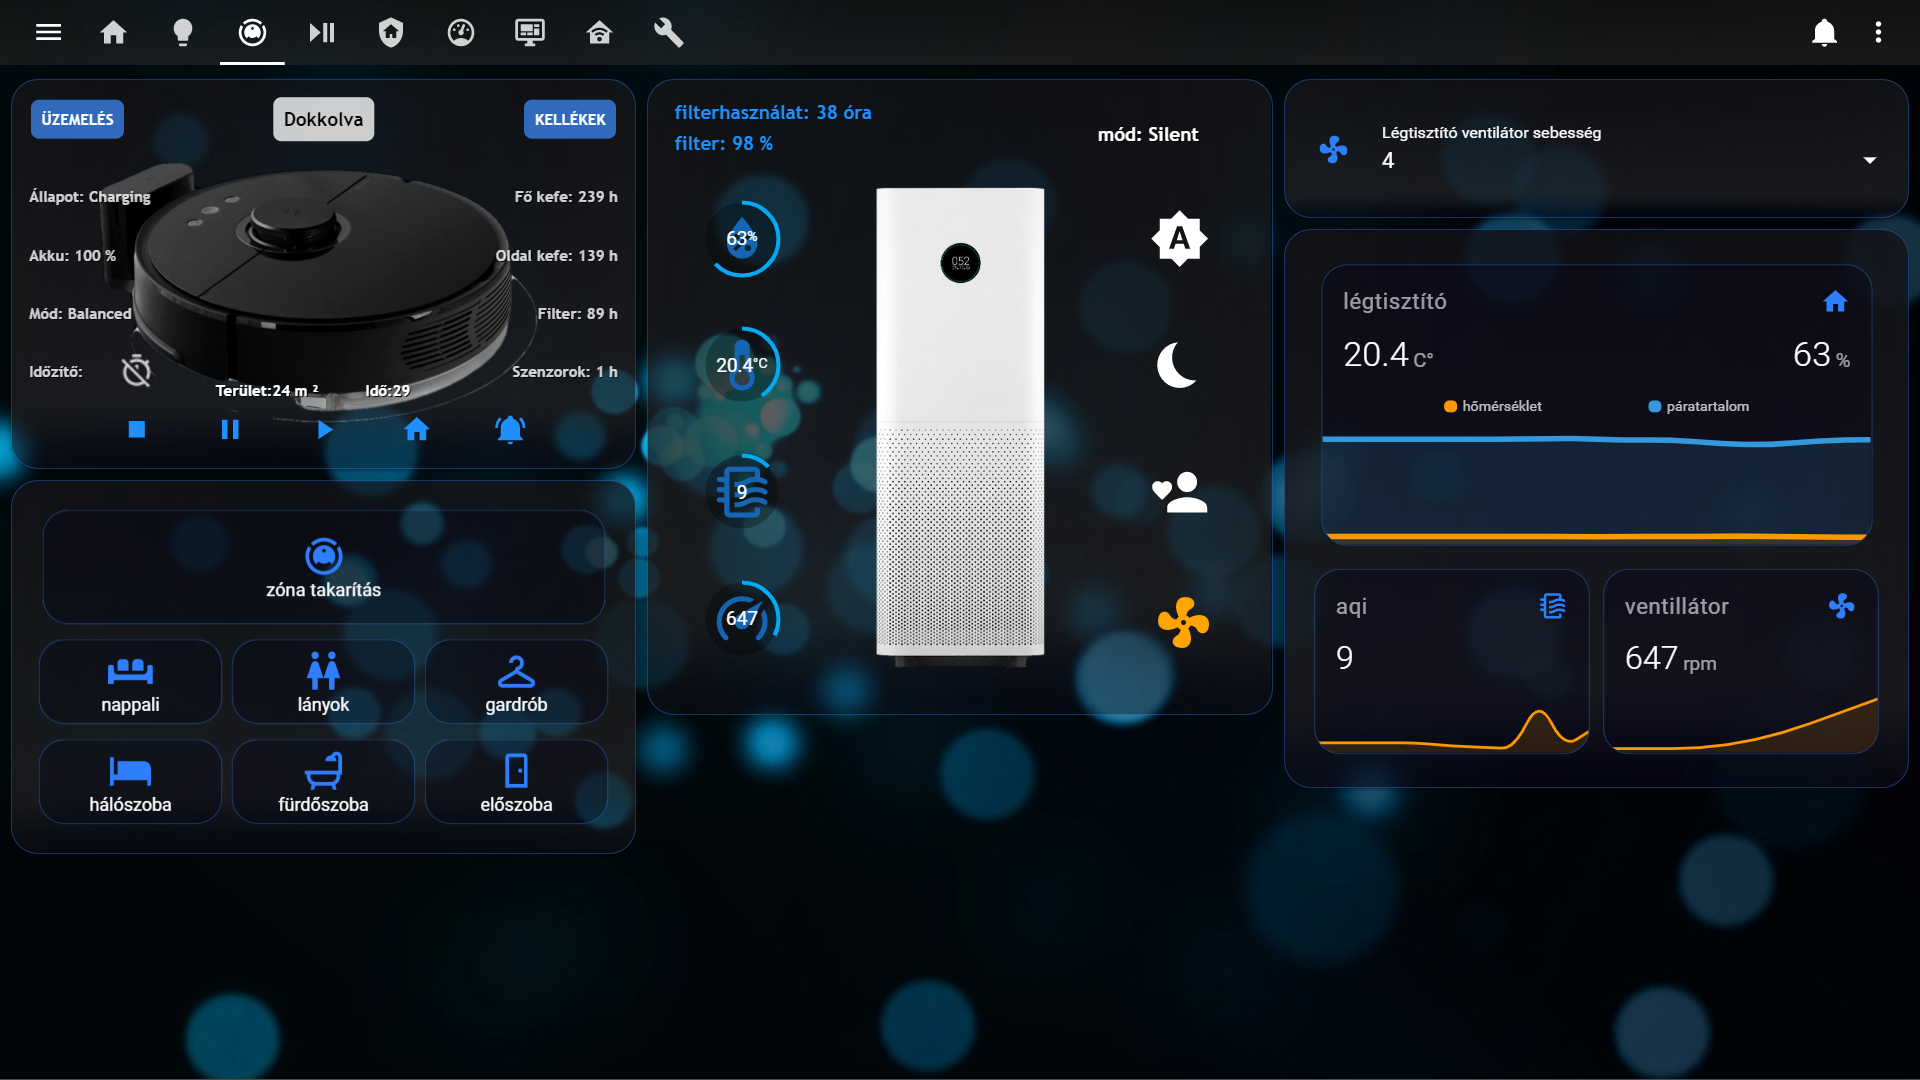 ÜZEMELÉS
Dokkolva
KELLÉKEK
Állapot: Charging
Fő kefe: 239 h
Akku: 100 %
Oldal kefe: 139 h
Mód: Balanced
Filter: 89 h
Időzítő:
Szenzorok: 1 h
Terület:24 m ²
Idő:29
zóna takarítás
nappali
lányok
gardrób
hálószoba
fürdőszoba
előszoba
filterhasználat: 38 óra
filter: 98 %
mód: Silent
63%
A
052
20.4°C
9
647
Légtisztító ventilátor sebesség
4
légtisztító
20.4 C°
63 %
hőmérséklet
páratartalom
aqi
9
ventillátor
647 rpm